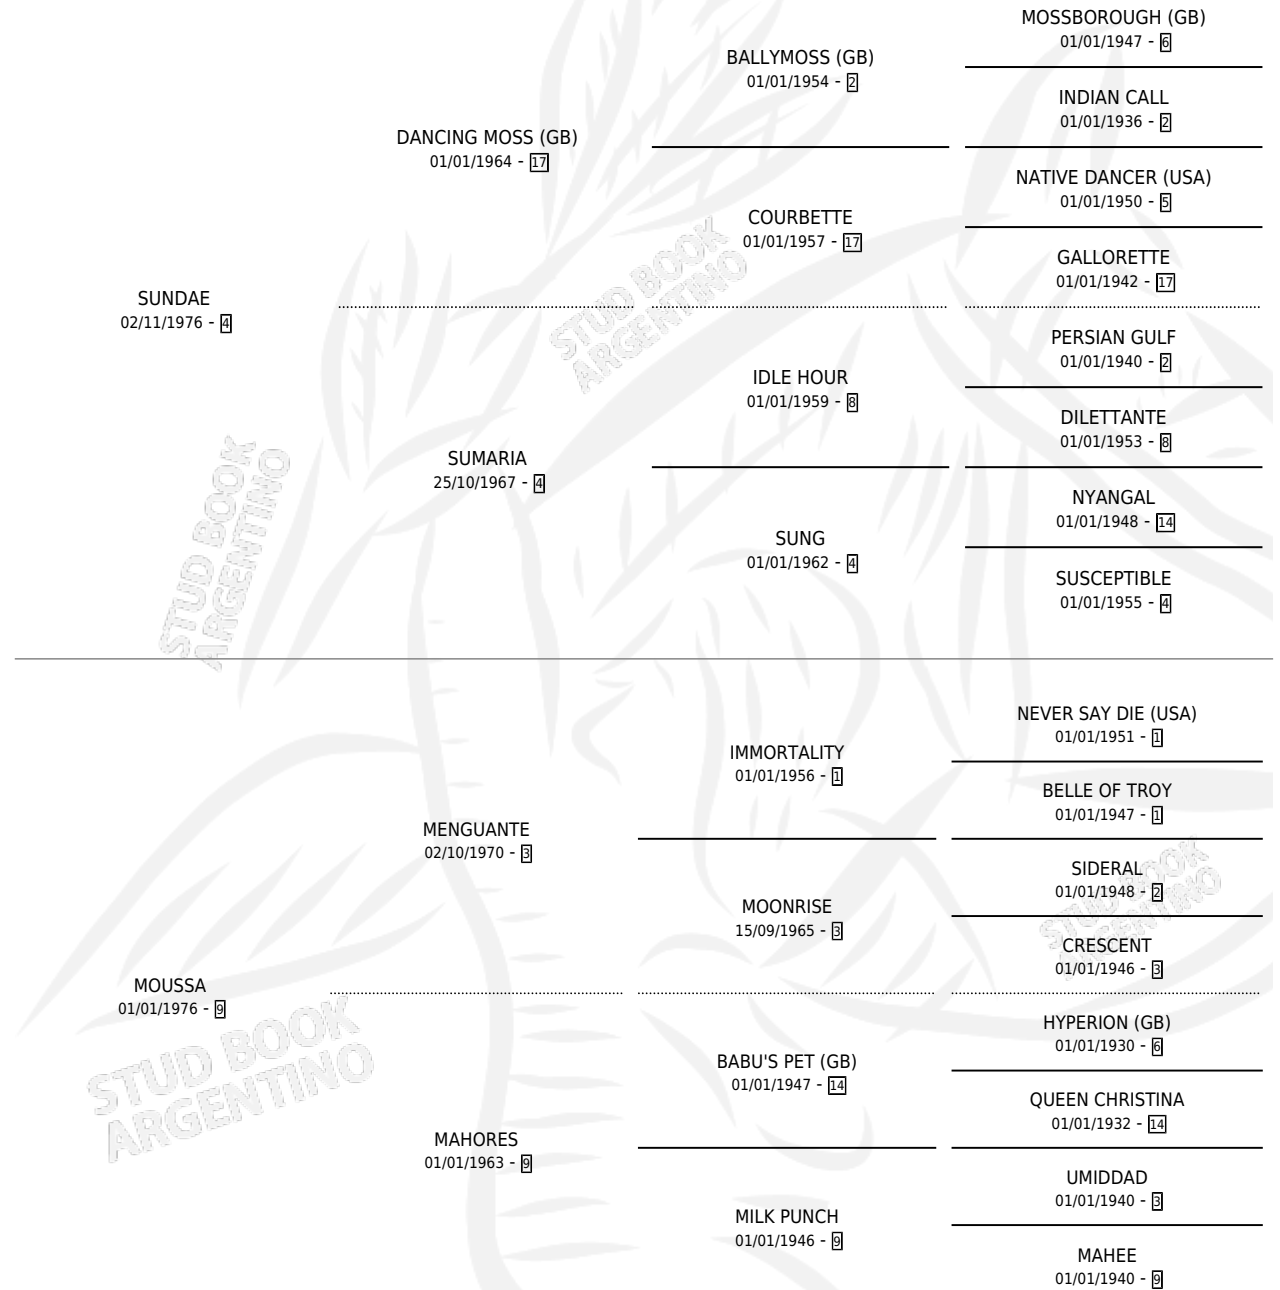 MOSSBOROUGH (GB)
01/01/1947 - 6
BALLYMOSS (GB)
01/01/1954 - 2
INDIAN CALL
01/01/1936 - 2
DANCING MOSS (GB)
01/01/1964 - 17
NATIVE DANCER (USA)
01/01/1950 - 5
COURBETTE
01/01/1957 - 17
GALLORETTE
01/01/1942 - 17
SUNDAE
02/11/1976 - 4
PERSIAN GULF
01/01/1940 - 2
IDLE HOUR
01/01/1959 - 8
DILETTANTE
01/01/1953 - 8
SUMARIA
25/10/1967 - 4
NYANGAL
01/01/1948 - 14
SUNG
01/01/1962 - 4
SUSCEPTIBLE
01/01/1955 - 4
STUD BOOK
ARGENTINO
STUD BOOK
ARGENTINO
NEVER SAY DIE (USA)
01/01/1951 - 1
IMMORTALITY
01/01/1956 - 1
BELLE OF TROY
01/01/1947 - 1
MENGUANTE
02/10/1970 - 3
SIDERAL
01/01/1948 - 2
MOONRISE
15/09/1965 - 3
CRESCENT
01/01/1946 - 3
MOUSSA
01/01/1976 - 9
HYPERION (GB)
01/01/1930 - 6
BABU'S PET (GB)
01/01/1947 - 14
QUEEN CHRISTINA
01/01/1932 - 14
MAHORES
01/01/1963 - 9
UMIDDAD
01/01/1940 - 3
MILK PUNCH
01/01/1946 - 9
MAHEE
01/01/1940 - 9
STUD BOOK
ARGENTINO
STUD BOOK
ARGENTINO